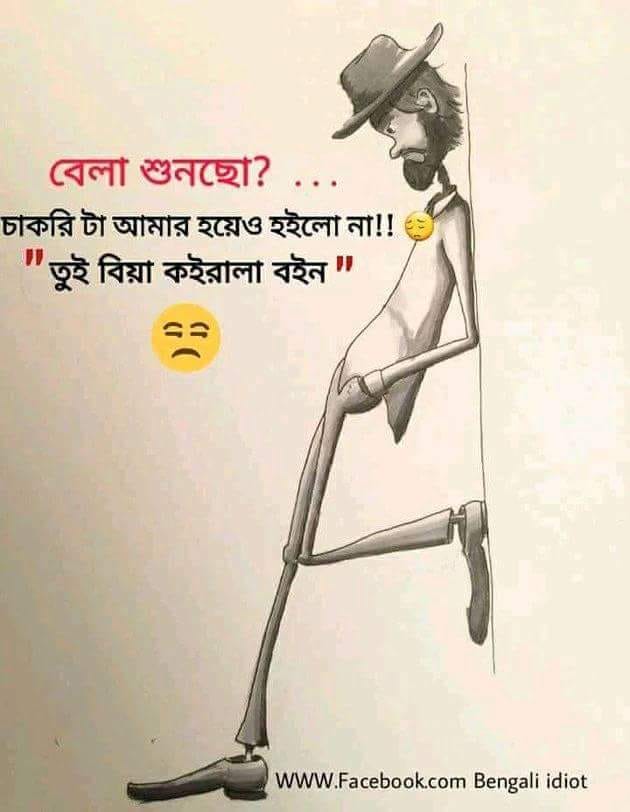 বেলা শুনছো? ...
চাকরি টা আমার হয়েও হইলো না!! 😔
"তুই বিয়া কইরালা বইন"
WWW.Facebook.com Bengali idiot